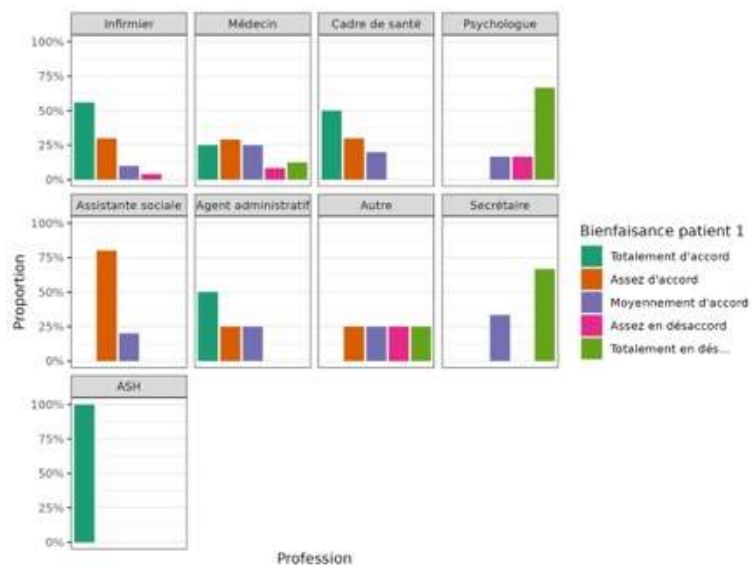 Infirmier Médecin Cadre de santé Psychologue
100%
75%
50%
25%
0%
Assistante sociale Agent administratif Autre Secrétaire
100%
75%
50%
25%
0%
ASH
100%
75%
50%
25%
0%
Proportion
Profession
Bienfaisance patient 1
Totalement d'accord
Assez d'accord
Moyennement d'accord
Assez en désaccord
Totalement en dés...